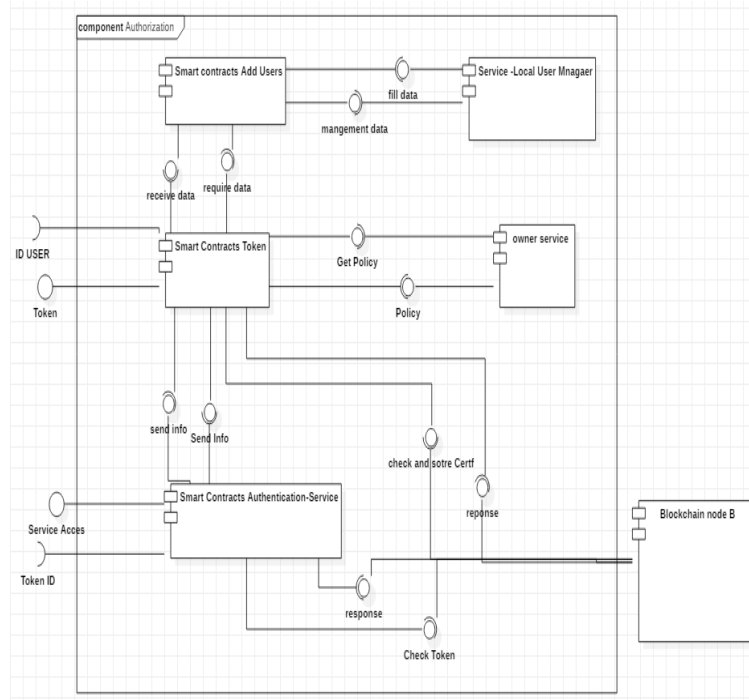 component Authorization
Smart contracts Add Users
Service -Local User Mnagaer
fill data
mangement data
receive data
require data
ID USER
Smart Contracts Token
owner service
Get Policy
Token
Policy
send info
Send Info
check and sotre Certf
reponse
Smart Contracts Authentication-Service
Blockchain node B
Service Acces
Token ID
response
Check Token